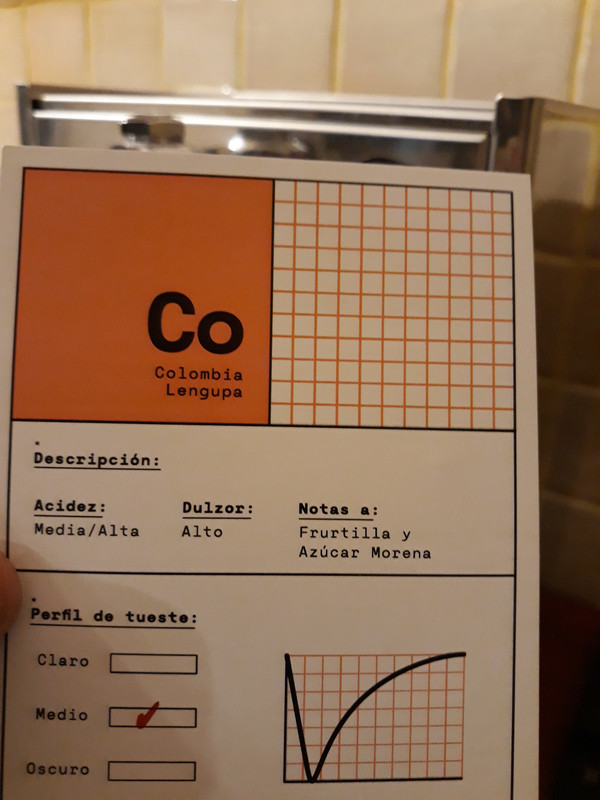 Co
Colombia
Lengupa
Descripción:
Acidez:
Media/Alta
Dulzor:
Alto
Notas a:
Frurtilla y
Azúcar Morena
Perfil de tueste:
Claro
Medio
Oscuro